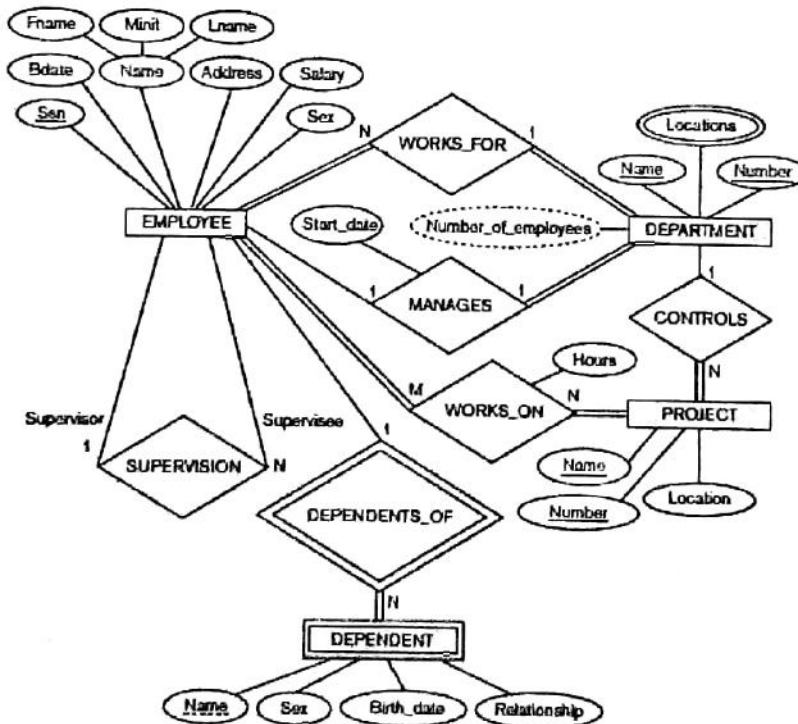 Fname
Minit
Lname
Bdate
Name
Address
Salary
Ssn
Sex
N
WORKS_FOR
1
Locations
Name
Number
EMPLOYEE
Start_date
Number_of_employees
DEPARTMENT
1
MANAGES
1
1
CONTROLS
N
Hours
M
WORKS_ON
N
PROJECT
Supervisor
1
SUPERVISION
Supervisee
N
1
Name
Number
Location
DEPENDENTS_OF
N
DEPENDENT
Name
Sex
Birth_date
Relationship